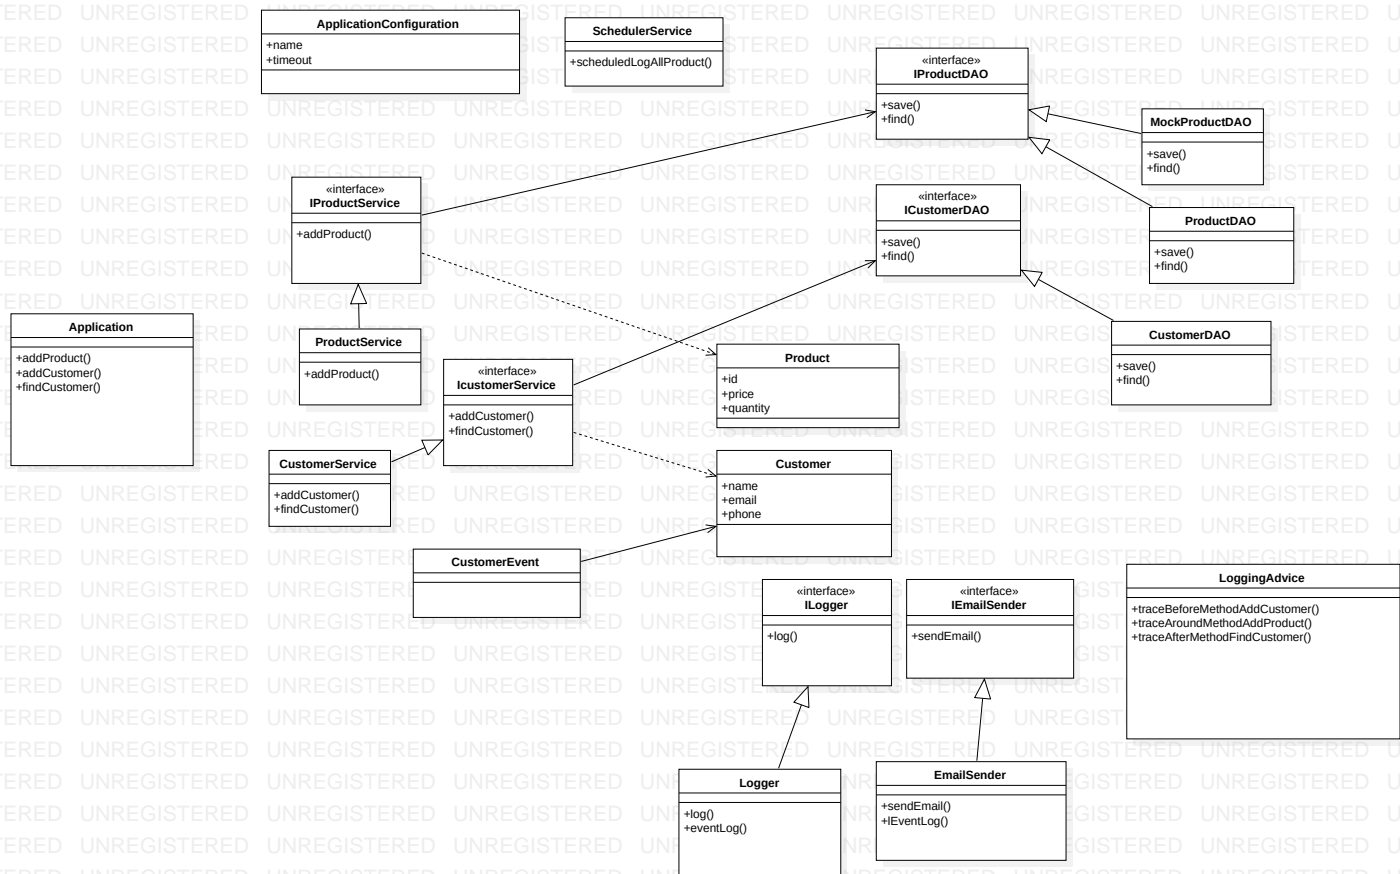 ApplicationConfiguration
+name
+timeout
SchedulerService
+scheduledLogAllProduct()
«interface»
IProductDAO
+save()
+find()
MockProductDAO
+save()
+find()
«interface»
IProductService
+addProduct()
«interface»
ICustomerDAO
+save()
+find()
ProductDAO
+save()
+find()
Application
+addProduct()
+addCustomer()
+findCustomer()
ProductService
+addProduct()
«interface»
IcustomerService
+addCustomer()
+findCustomer()
Product
+id
+price
+quantity
CustomerDAO
+save()
+find()
CustomerService
+addCustomer()
+findCustomer()
Customer
+name
+email
+phone
CustomerEvent
«interface»
ILogger
+log()
«interface»
IEmailSender
+sendEmail()
LoggingAdvice
+traceBeforeMethodAddCustomer()
+traceAroundMethodAddProduct()
+traceAfterMethodFindCustomer()
Logger
+log()
+eventLog()
EmailSender
+sendEmail()
+lEventLog()
UNREGISTERED